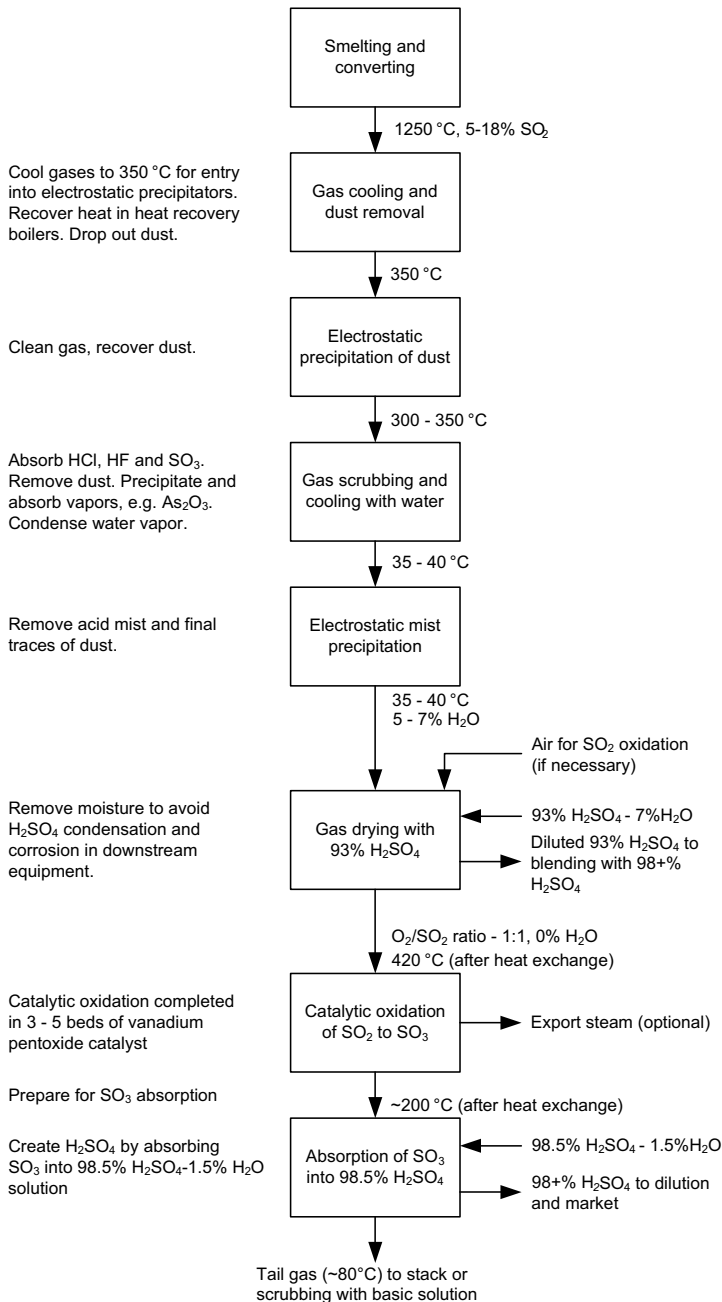 Smelting and
converting
1250 °C, 5-18% SO₂
Cool gases to 350 °C for entry
into electrostatic precipitators.
Recover heat in heat recovery
boilers. Drop out dust.
Gas cooling and
dust removal
350 °C
Clean gas, recover dust.
Electrostatic
precipitation of dust
300 - 350 °C
Absorb HCl, HF and SO₃.
Remove dust. Precipitate and
absorb vapors, e.g. As₂O₃.
Condense water vapor.
Gas scrubbing and
cooling with water
35 - 40 °C
Remove acid mist and final
traces of dust.
Electrostatic mist
precipitation
35 - 40 °C
5 - 7% H₂O
Air for SO₂ oxidation
(if necessary)
Remove moisture to avoid
H₂SO₄ condensation and
corrosion in downstream
equipment.
Gas drying with
93% H₂SO₄
93% H₂SO₄ - 7%H₂O
Diluted 93% H₂SO₄ to
blending with 98+%
H₂SO₄
O₂/SO₂ ratio - 1:1, 0% H₂O
420 °C (after heat exchange)
Catalytic oxidation completed
in 3 - 5 beds of vanadium
pentoxide catalyst
Catalytic oxidation
of SO₂ to SO₃
Export steam (optional)
Prepare for SO₃ absorption
~200 °C (after heat exchange)
Create H₂SO₄ by absorbing
SO₃ into 98.5% H₂SO₄-1.5% H₂O
solution
Absorption of SO₃
into 98.5% H₂SO₄
98.5% H₂SO₄ - 1.5%H₂O
98+% H₂SO₄ to dilution
and market
Tail gas (~80°C) to stack or
scrubbing with basic solution